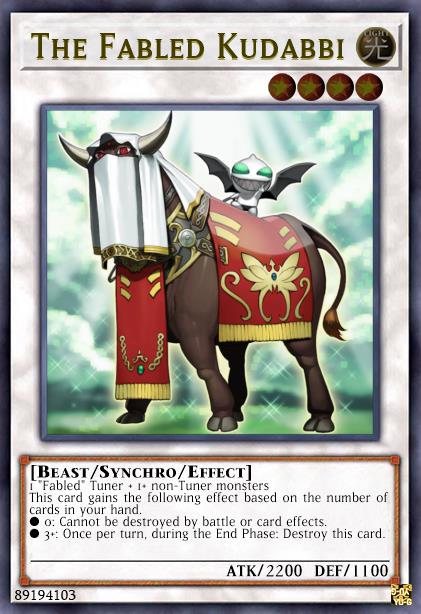 The Fabled Kudabbi
LIGHT
光
[Beast/Synchro/Effect]
1 "Fabled" Tuner + 1+ non-Tuner monsters
This card gains the following effect based on the number of
cards in your hand.
● 0: Cannot be destroyed by battle or card effects.
● 3+: Once per turn, during the End Phase: Destroy this card.
ATK/2200 DEF/1100
89194103